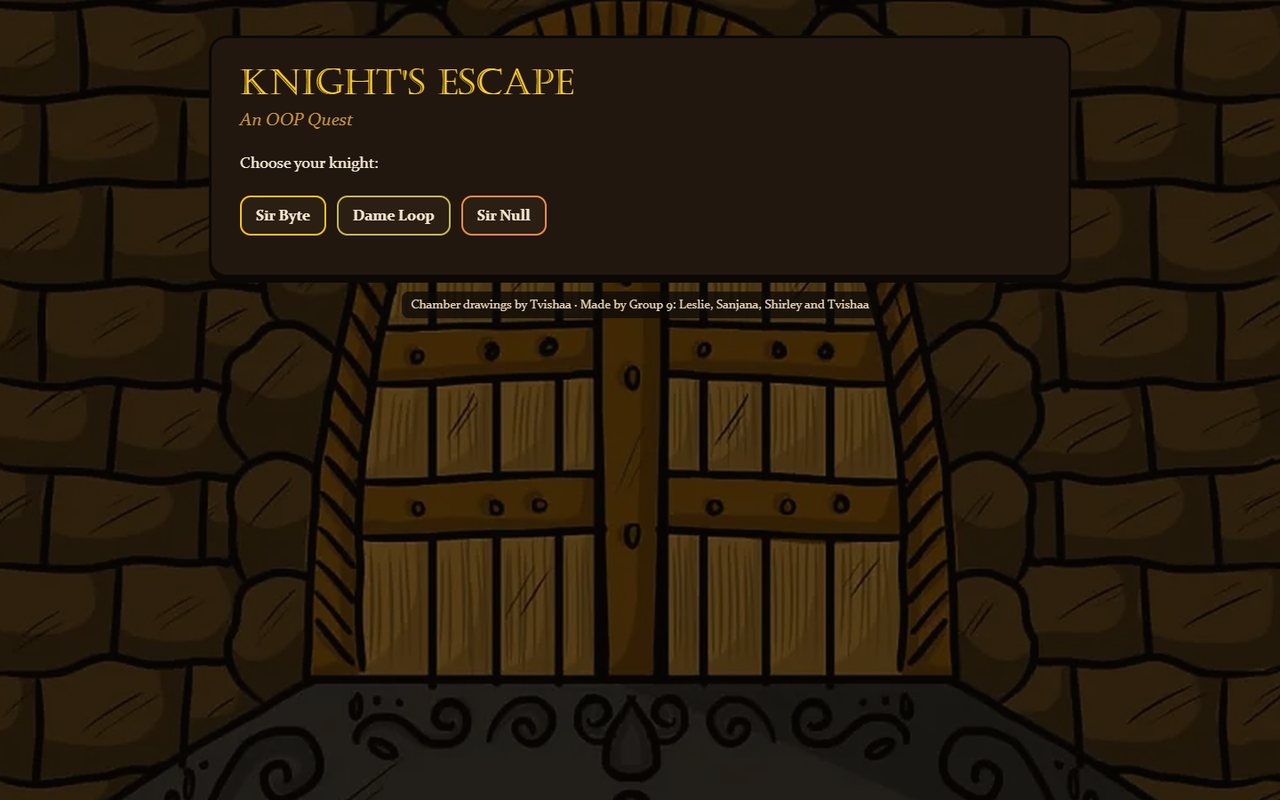 KNIGHT'S ESCAPE
An OOP Quest
Choose your knight:
Sir Byte
Dame Loop
Sir Null
Chamber drawings by Tvishaa · Made by Group 9: Leslie, Sanjana, Shirley and Tvishaa